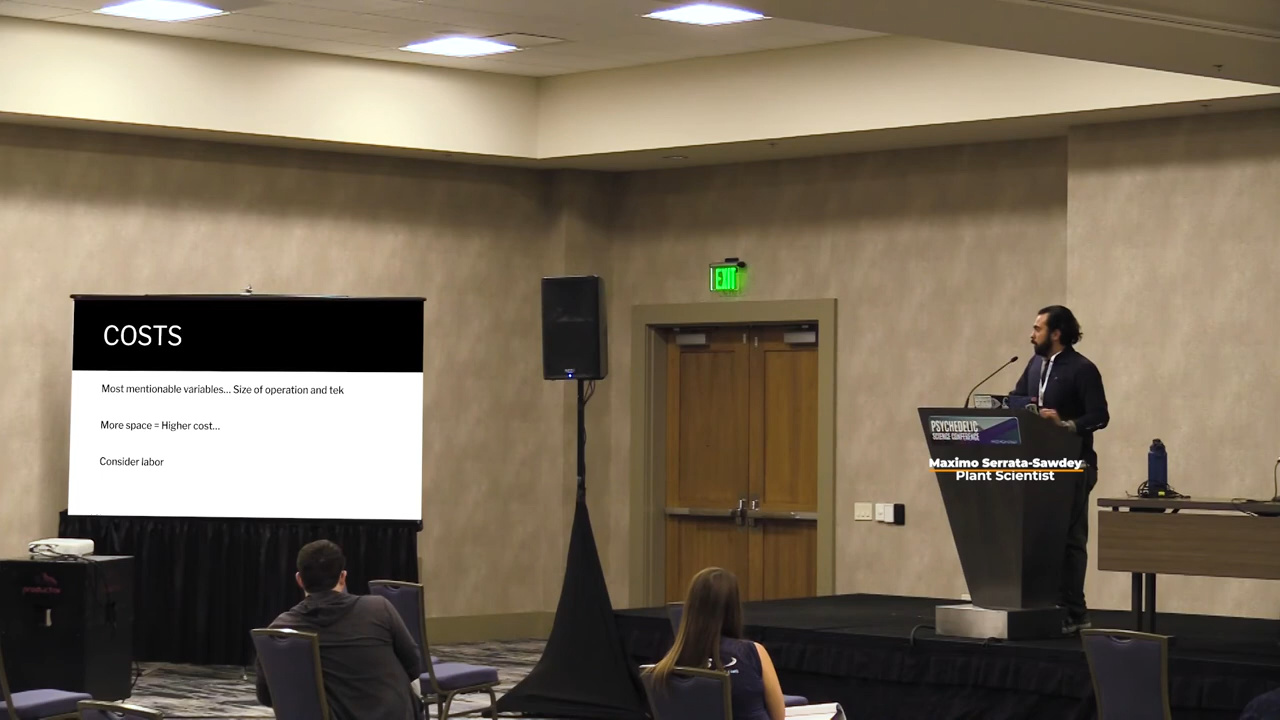 COSTS
Most mentionable variables... Size of operation and tek
More space = Higher cost...
Consider labor
EXIT
PSYCHEDELIC
SCIENCE CONFERENCE
Maximo Serrata-Sawdey
Plant Scientist